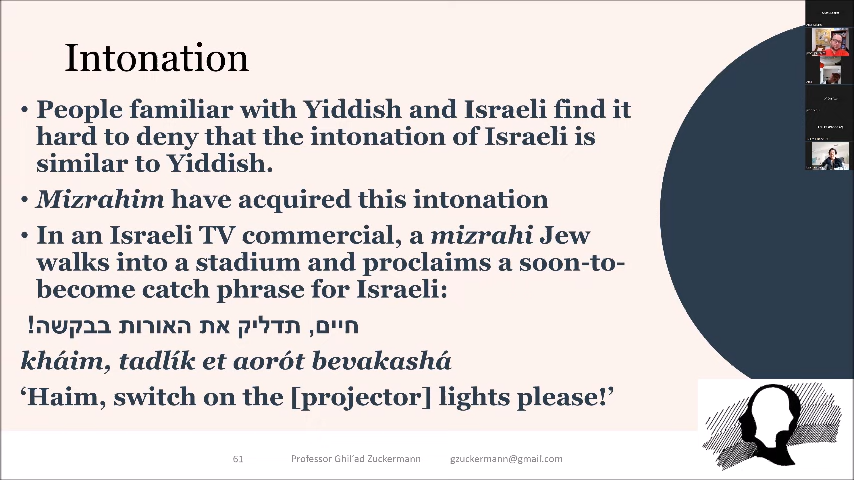 Intonation
• People familiar with Yiddish and Israeli find it
hard to deny that the intonation of Israeli is
similar to Yiddish.
• Mizrahim have acquired this intonation
• In an Israeli TV commercial, a mizrahi Jew
walks into a stadium and proclaims a soon-to-
become catch phrase for Israeli:
חיים, תדליק את האורות בבקשה!
kháim, tadlík et aorót bevakashá
‘Haim, switch on the [projector] lights please!’
61 Professor Ghil‘ad Zuckermann gzuckermann@gmail.com